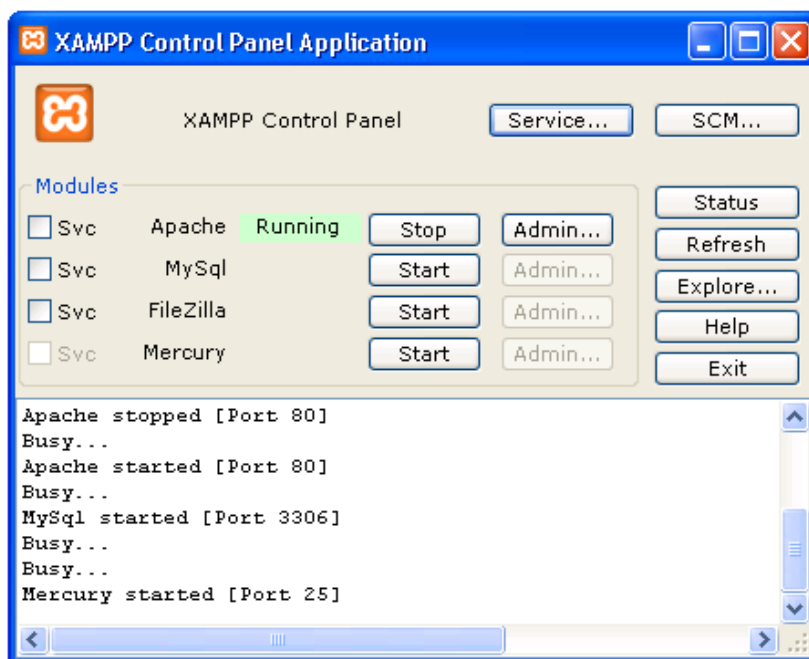 XAMPP Control Panel Application
XAMPP Control Panel Service... SCM...
Modules
Svc Apache Running Stop Admin...
Svc MySql Start Admin...
Svc FileZilla Start Admin...
Svc Mercury Start Admin...
Status
Refresh
Explore...
Help
Exit
Apache stopped [Port 80]
Busy...
Apache started [Port 80]
Busy...
MySql started [Port 3306]
Busy...
Busy...
Mercury started [Port 25]